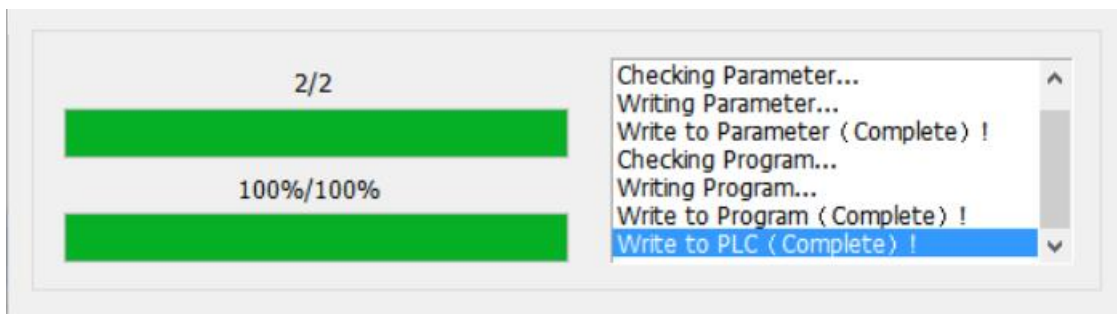 2/2
100%/100%
Checking Parameter...
Writing Parameter...
Write to Parameter (Complete) !
Checking Program...
Writing Program...
Write to Program (Complete) !
Write to PLC (Complete) !